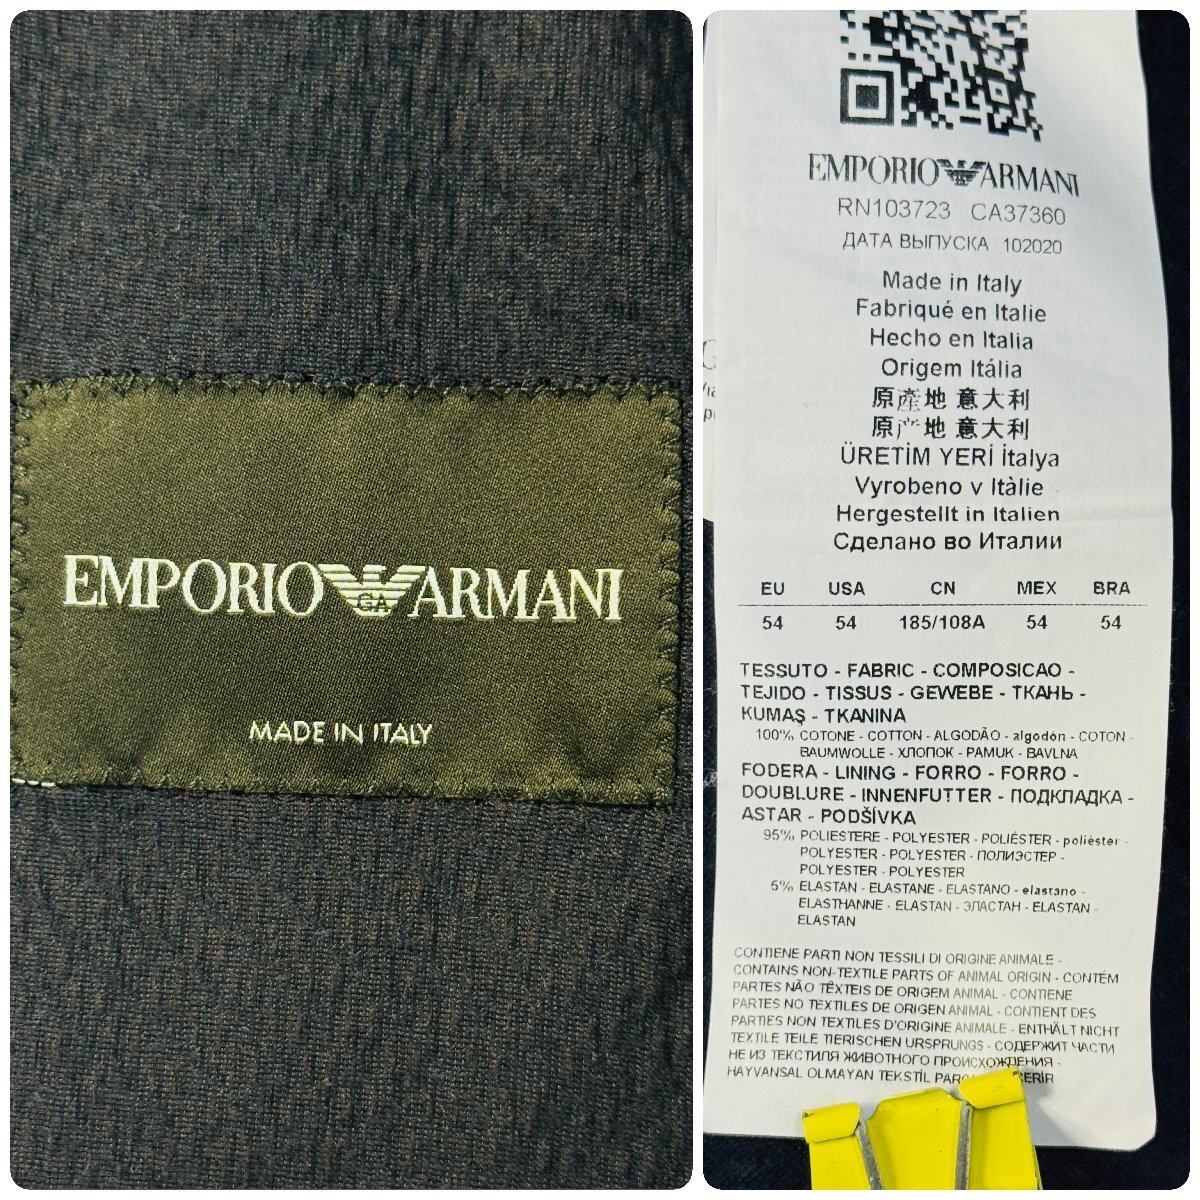 EMPORIO ARMANI
GA
MADE IN ITALY
EMPORIO ARMANI
RN103723 CA37360
ДАТА ВЫПУСКА 102020
Made in Italy
Fabriqué en Italie
Hecho en Italia
Origem Itália
原產地 意大利
原产地 意大利
ÜRETİM YERİ İtalya
Vyrobeno v Itàlie
Hergestellt in Italien
Сделано во Италии
EU USA CN MEX BRA
54 54 185/108A 54 54
TESSUTO - FABRIC - COMPOSICAO -
TEJIDO - TISSUS - GEWEBE - ТКАНЬ -
KUMAŞ - TKANINA
100% COTONE - COTTON - ALGODÃO - algodón - COTON -
BAUMWOLLE - ХЛОПОК - PAMUK - BAVLNA
FODERA - LINING - FORRO - FORRO -
DOUBLURE - INNENFUTTER - ПОДКЛАДКА -
ASTAR - PODŠÍVKA
95% POLIESTERE - POLYESTER - POLIÉSTER - poliéster -
POLYESTER - POLYESTER - ПОЛИЭСТЕР -
POLYESTER - POLYESTER
5% ELASTAN - ELASTANE - ELASTANO - elastano -
ELASTHANNE - ELASTAN - ЭЛАСТАН - ELASTAN -
ELASTAN
CONTIENE PARTI NON TESSILI DI ORIGINE ANIMALE -
CONTAINS NON-TEXTILE PARTS OF ANIMAL ORIGIN - CONTÉM
PARTES NÃO TÊXTEIS DE ORIGEM ANIMAL - CONTIENE
PARTES NO TEXTILES DE ORIGEN ANIMAL - CONTIENT DES
PARTIES NON TEXTILES D'ORIGINE ANIMALE - ENTHÄLT NICHT
TEXTILE TEILE TIERISCHEN URSPRUNGS - СОДЕРЖИТ ЧАСТИ
НЕ ИЗ ТЕКСТИЛЯ ЖИВОТНОГО ПРОИСХОЖДЕНИЯ -
HAYVANSAL OLMAYAN TEKSTİL